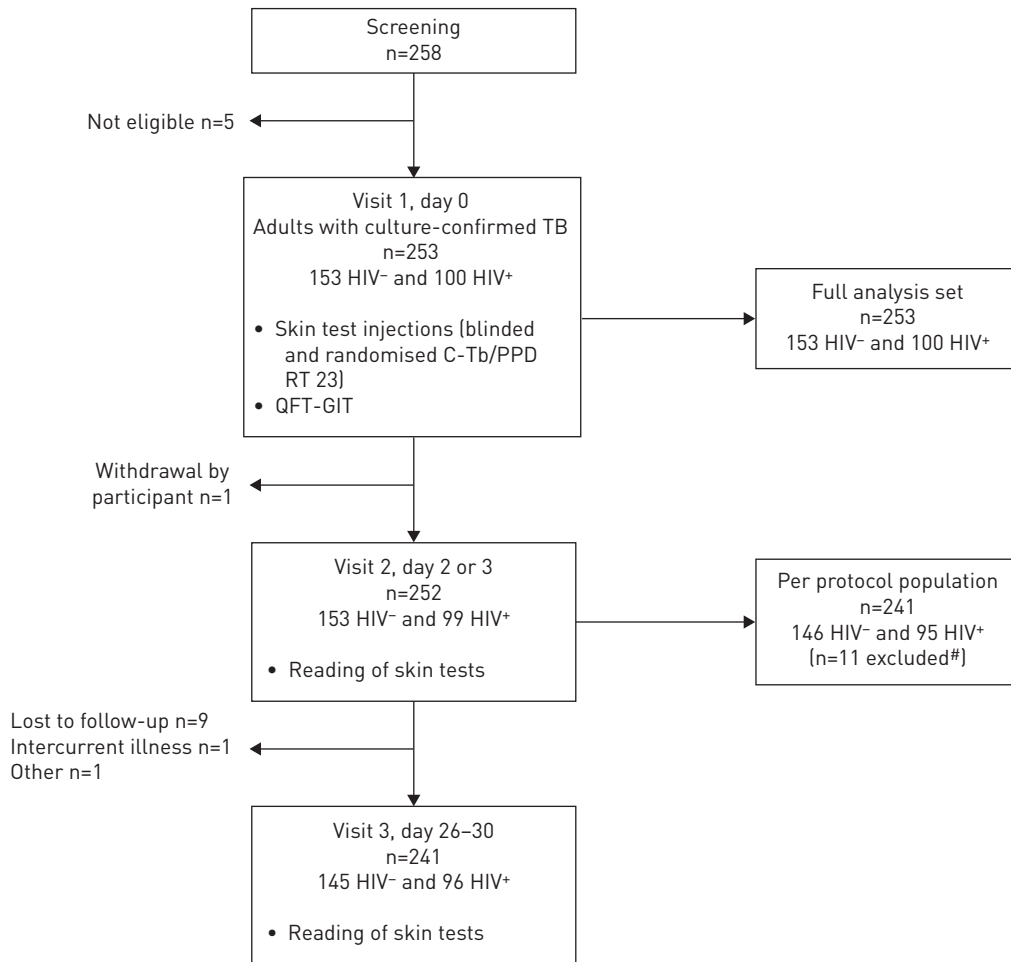 Screening
n=258
Not eligible n=5
Visit 1, day 0
Adults with culture-confirmed TB
n=253
153 HIV⁻ and 100 HIV⁺
• Skin test injections (blinded
and randomised C-Tb/PPD
RT 23)
• QFT-GIT
Full analysis set
n=253
153 HIV⁻ and 100 HIV⁺
Withdrawal by
participant n=1
Visit 2, day 2 or 3
n=252
153 HIV⁻ and 99 HIV⁺
• Reading of skin tests
Per protocol population
n=241
146 HIV⁻ and 95 HIV⁺
(n=11 excluded#)
Lost to follow-up n=9
Intercurrent illness n=1
Other n=1
Visit 3, day 26–30
n=241
145 HIV⁻ and 96 HIV⁺
• Reading of skin tests